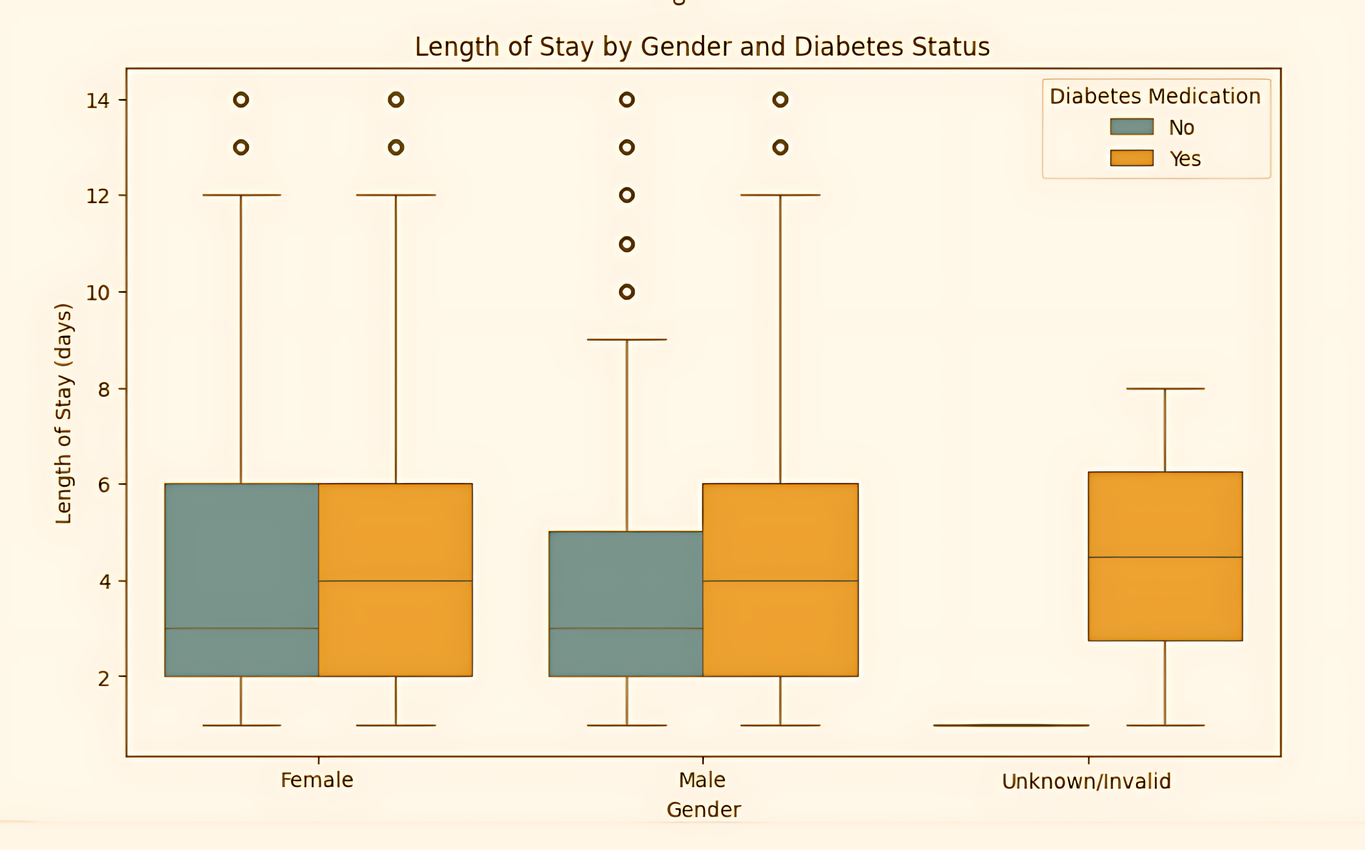 Length of Stay by Gender and Diabetes Status
Diabetes Medication
No
Yes
14
12
10
8
6
4
2
Length of Stay (days)
Female
Male
Unknown/Invalid
Gender